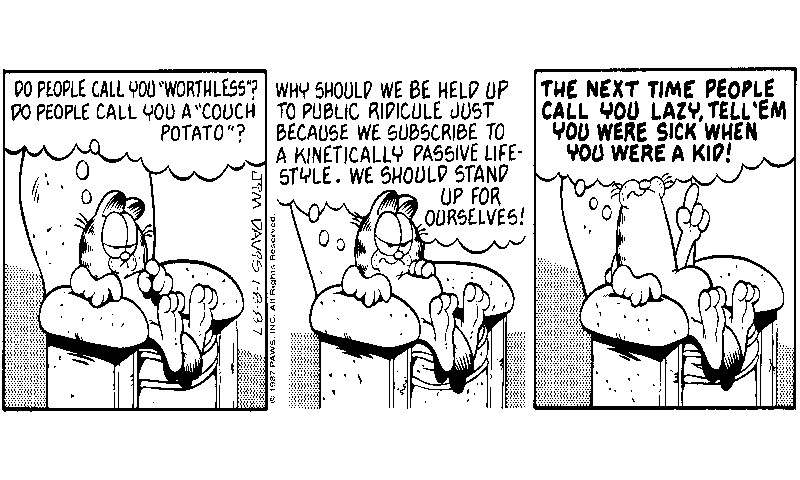 DO PEOPLE CALL YOU "WORTHLESS"?
DO PEOPLE CALL YOU A "COUCH
POTATO"?
JIM DAVIS 1-8-87
© 1987 PAWS, INC. All Rights Reserved.
WHY SHOULD WE BE HELD UP
TO PUBLIC RIDICULE JUST
BECAUSE WE SUBSCRIBE TO
A KINETICALLY PASSIVE LIFE-
STYLE. WE SHOULD STAND
UP FOR
OURSELVES!
THE NEXT TIME PEOPLE
CALL YOU LAZY, TELL 'EM
YOU WERE SICK WHEN
YOU WERE A KID!